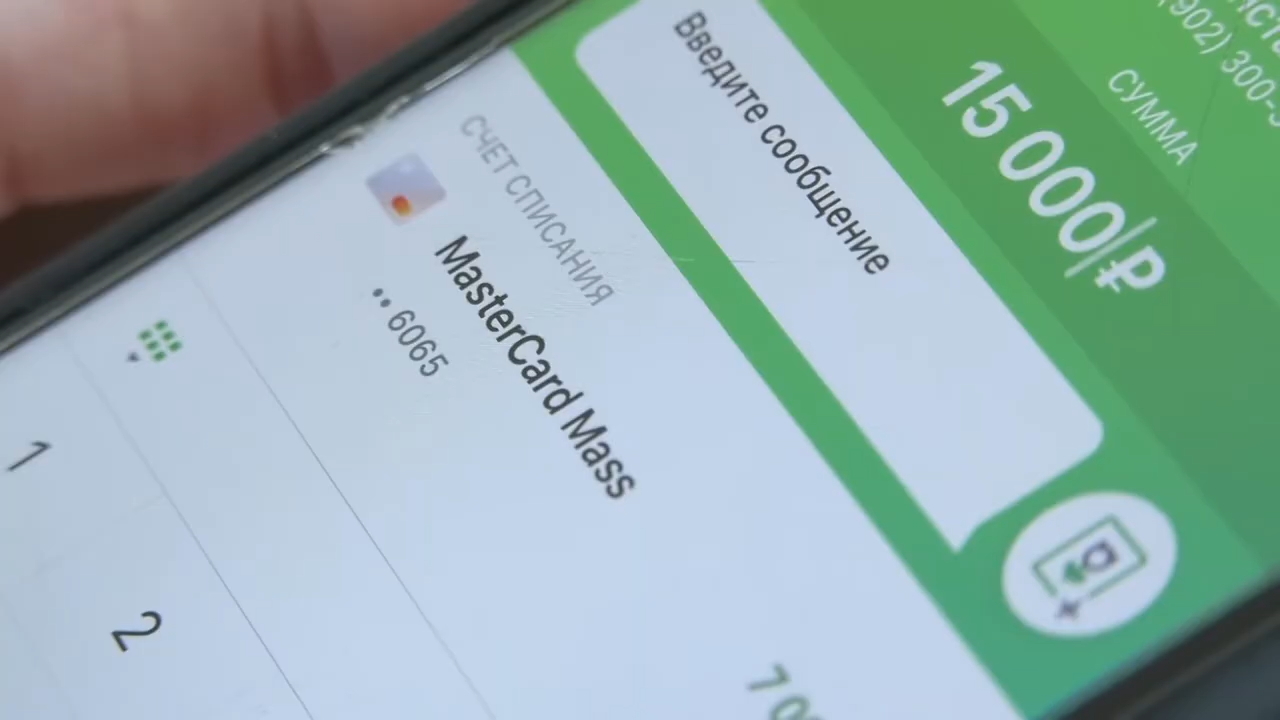 (902) 300-
СУММА
15 000 ₽
Введите сообщение
СЧЕТ СПИСАНИЯ
MasterCard Mass
•• 6065
1
2